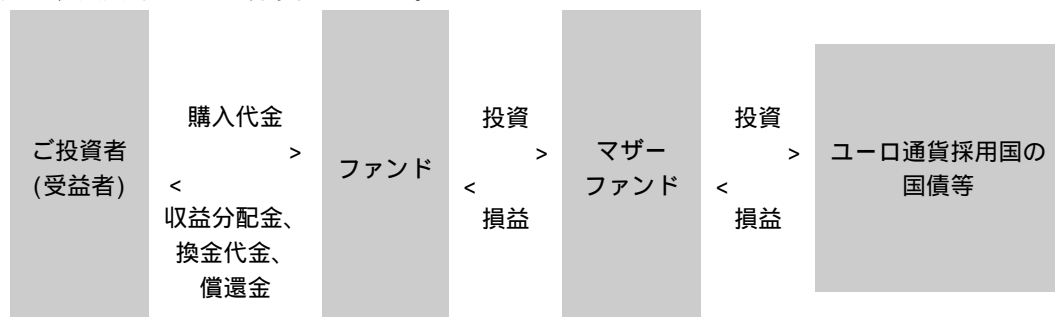 ご投資者
(受益者)
購入代金
>
<
収益分配金、
換金代金、
償還金
ファンド
投資
>
<
損益
マザー
ファンド
投資
>
<
損益
ユーロ通貨採用国の
国債等